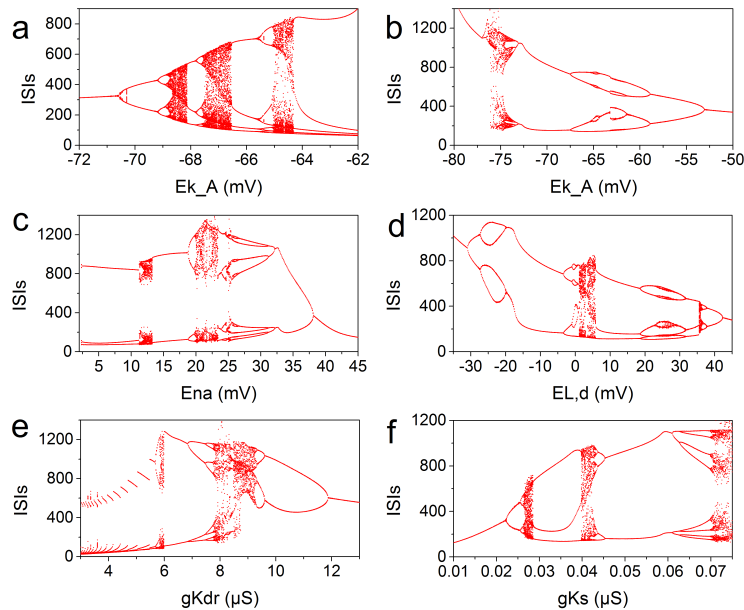 a
ISIs
800
600
400
200
0
-72 -70 -68 -66 -64 -62
Ek_A (mV)
b
ISIs
1200
800
400
0
-80 -75 -70 -65 -60 -55 -50
Ek_A (mV)
c
ISIs
1200
800
400
0
5 10 15 20 25 30 35 40 45
Ena (mV)
d
ISIs
1200
900
600
300
0
-30 -20 -10 0 10 20 30 40
EL,d (mV)
e
ISIs
1200
800
400
0
4 6 8 10 12
gKdr (µS)
f
ISIs
1200
900
600
300
0
0.01 0.02 0.03 0.04 0.05 0.06 0.07
gKs (µS)